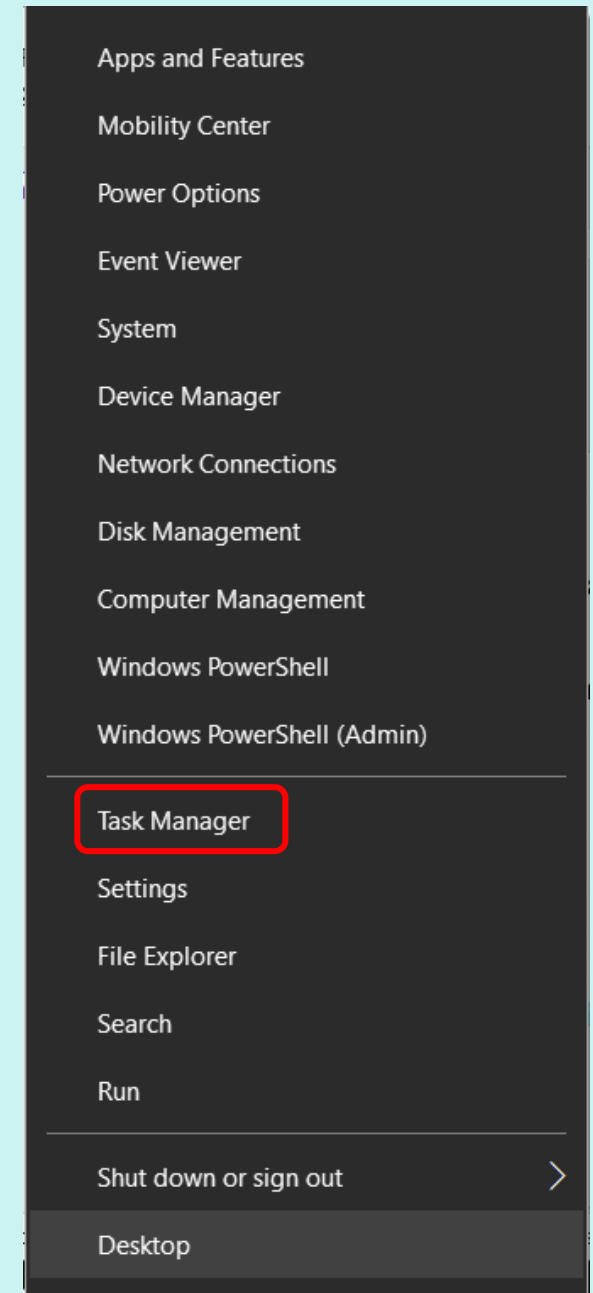 Apps and Features
Mobility Center
Power Options
Event Viewer
System
Device Manager
Network Connections
Disk Management
Computer Management
Windows PowerShell
Windows PowerShell (Admin)
Task Manager
Settings
File Explorer
Search
Run
Shut down or sign out
Desktop